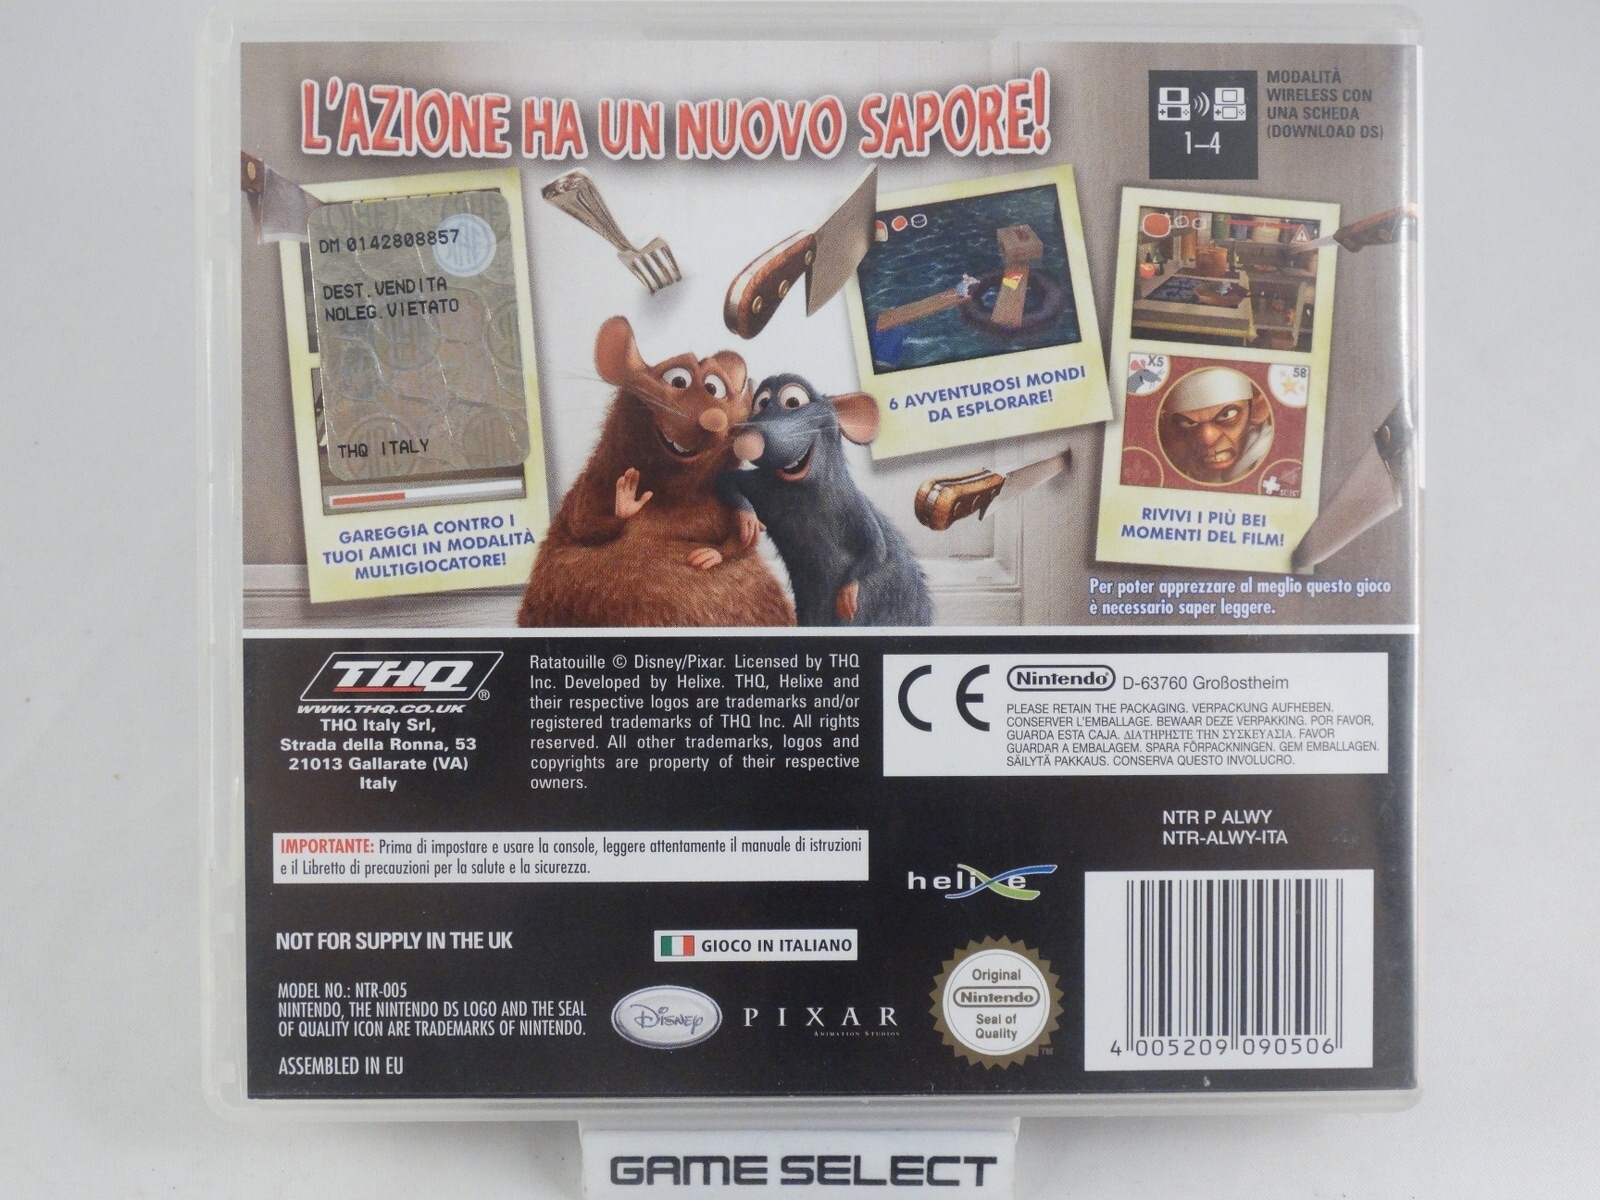 L'AZIONE HA UN NUOVO SAPORE!
1–4
MODALITÀ
WIRELESS CON
UNA SCHEDA
(DOWNLOAD DS)
DM 0142808857
DEST.VENDITA
NOLEG.VIETATO
THQ ITALY
GAREGGIA CONTRO I
TUOI AMICI IN MODALITÀ
MULTIGIOCATORE!
6 AVVENTUROSI MONDI
DA ESPLORARE!
X5
58
SELECT
RIVIVI I PIÙ BEI
MOMENTI DEL FILM!
Per poter apprezzare al meglio questo gioco
è necessario saper leggere.
THQ®
WWW.THQ.CO.UK
THQ Italy Srl,
Strada della Ronna, 53
21013 Gallarate (VA)
Italy
Ratatouille © Disney/Pixar. Licensed by THQ
Inc. Developed by Helixe. THQ, Helixe and
their respective logos are trademarks and/or
registered trademarks of THQ Inc. All rights
reserved. All other trademarks, logos and
copyrights are property of their respective
owners.
CE
Nintendo® D-63760 Großostheim
PLEASE RETAIN THE PACKAGING. VERPACKUNG AUFHEBEN.
CONSERVER L'EMBALLAGE. BEWAAR DEZE VERPAKKING. POR FAVOR,
GUARDA ESTA CAJA. ΔΙΑΤΗΡΗΣΤΕ ΤΗΝ ΣΥΣΚΕΥΑΣΙΑ. FAVOR
GUARDAR A EMBALAGEM. SPARA FÖRPACKNINGEN. GEM EMBALLAGEN.
SÄILYTÄ PAKKAUS. CONSERVA QUESTO INVOLUCRO.
NTR P ALWY
NTR-ALWY-ITA
IMPORTANTE: Prima di impostare e usare la console, leggere attentamente il manuale di istruzioni
e il Libretto di precauzioni per la salute e la sicurezza.
helixe
NOT FOR SUPPLY IN THE UK
GIOCO IN ITALIANO
MODEL NO.: NTR-005
NINTENDO, THE NINTENDO DS LOGO AND THE SEAL
OF QUALITY ICON ARE TRADEMARKS OF NINTENDO.
ASSEMBLED IN EU
Disney
PIXAR
ANIMATION STUDIOS
Original
Nintendo
Seal of
Quality
TM
4 005209 090506
GAME SELECT